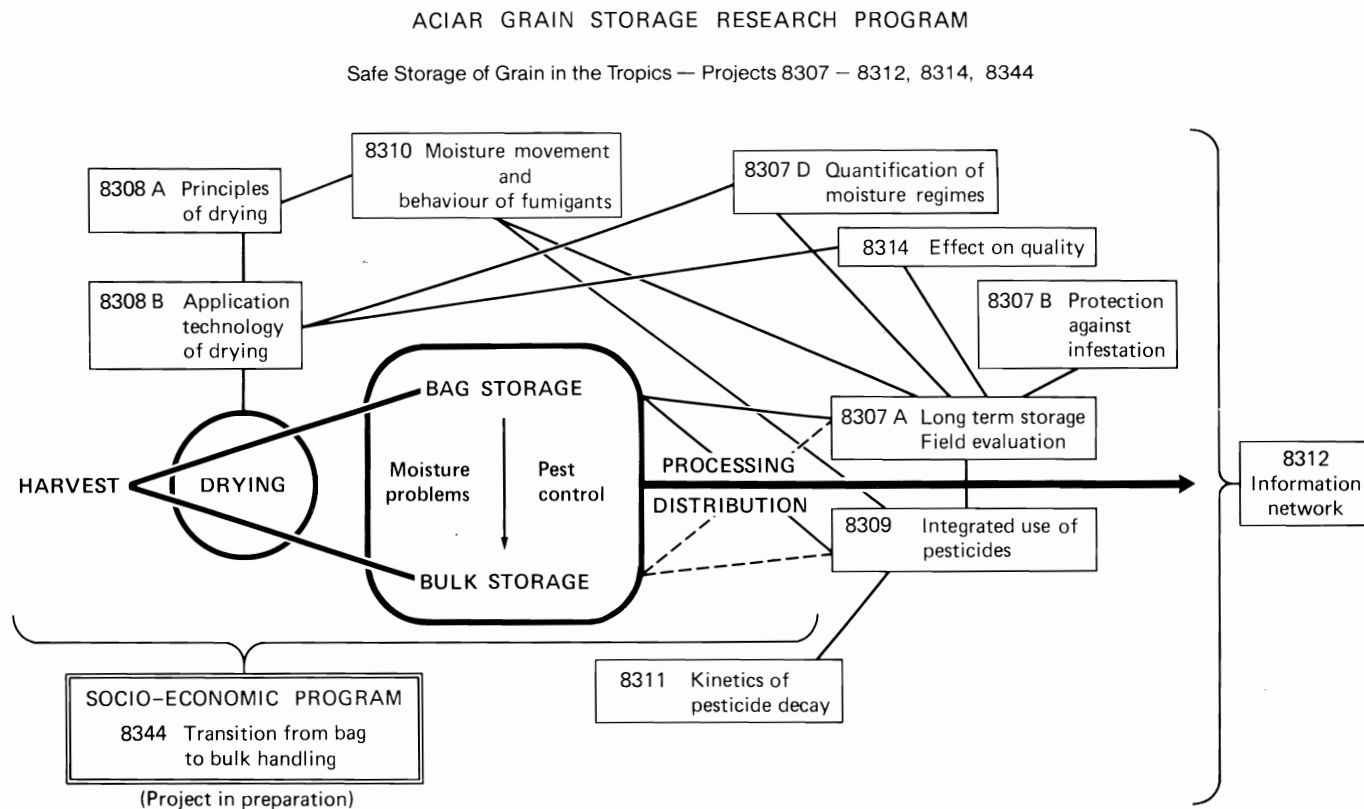 ACIAR GRAIN STORAGE RESEARCH PROGRAM
Safe Storage of Grain in the Tropics — Projects 8307 – 8312, 8314, 8344
8308 A Principles
of drying
8310 Moisture movement
and
behaviour of fumigants
8307 D Quantification of
moisture regimes
8314 Effect on quality
8308 B Application
technology
of drying
8307 B Protection
against
infestation
BAG STORAGE
8307 A Long term storage
Field evaluation
HARVEST
DRYING
Moisture
problems
Pest
control
PROCESSING
DISTRIBUTION
8312
Information
network
8309 Integrated use of
pesticides
BULK STORAGE
8311 Kinetics of
pesticide decay
SOCIO-ECONOMIC PROGRAM
8344 Transition from bag
to bulk handling
(Project in preparation)